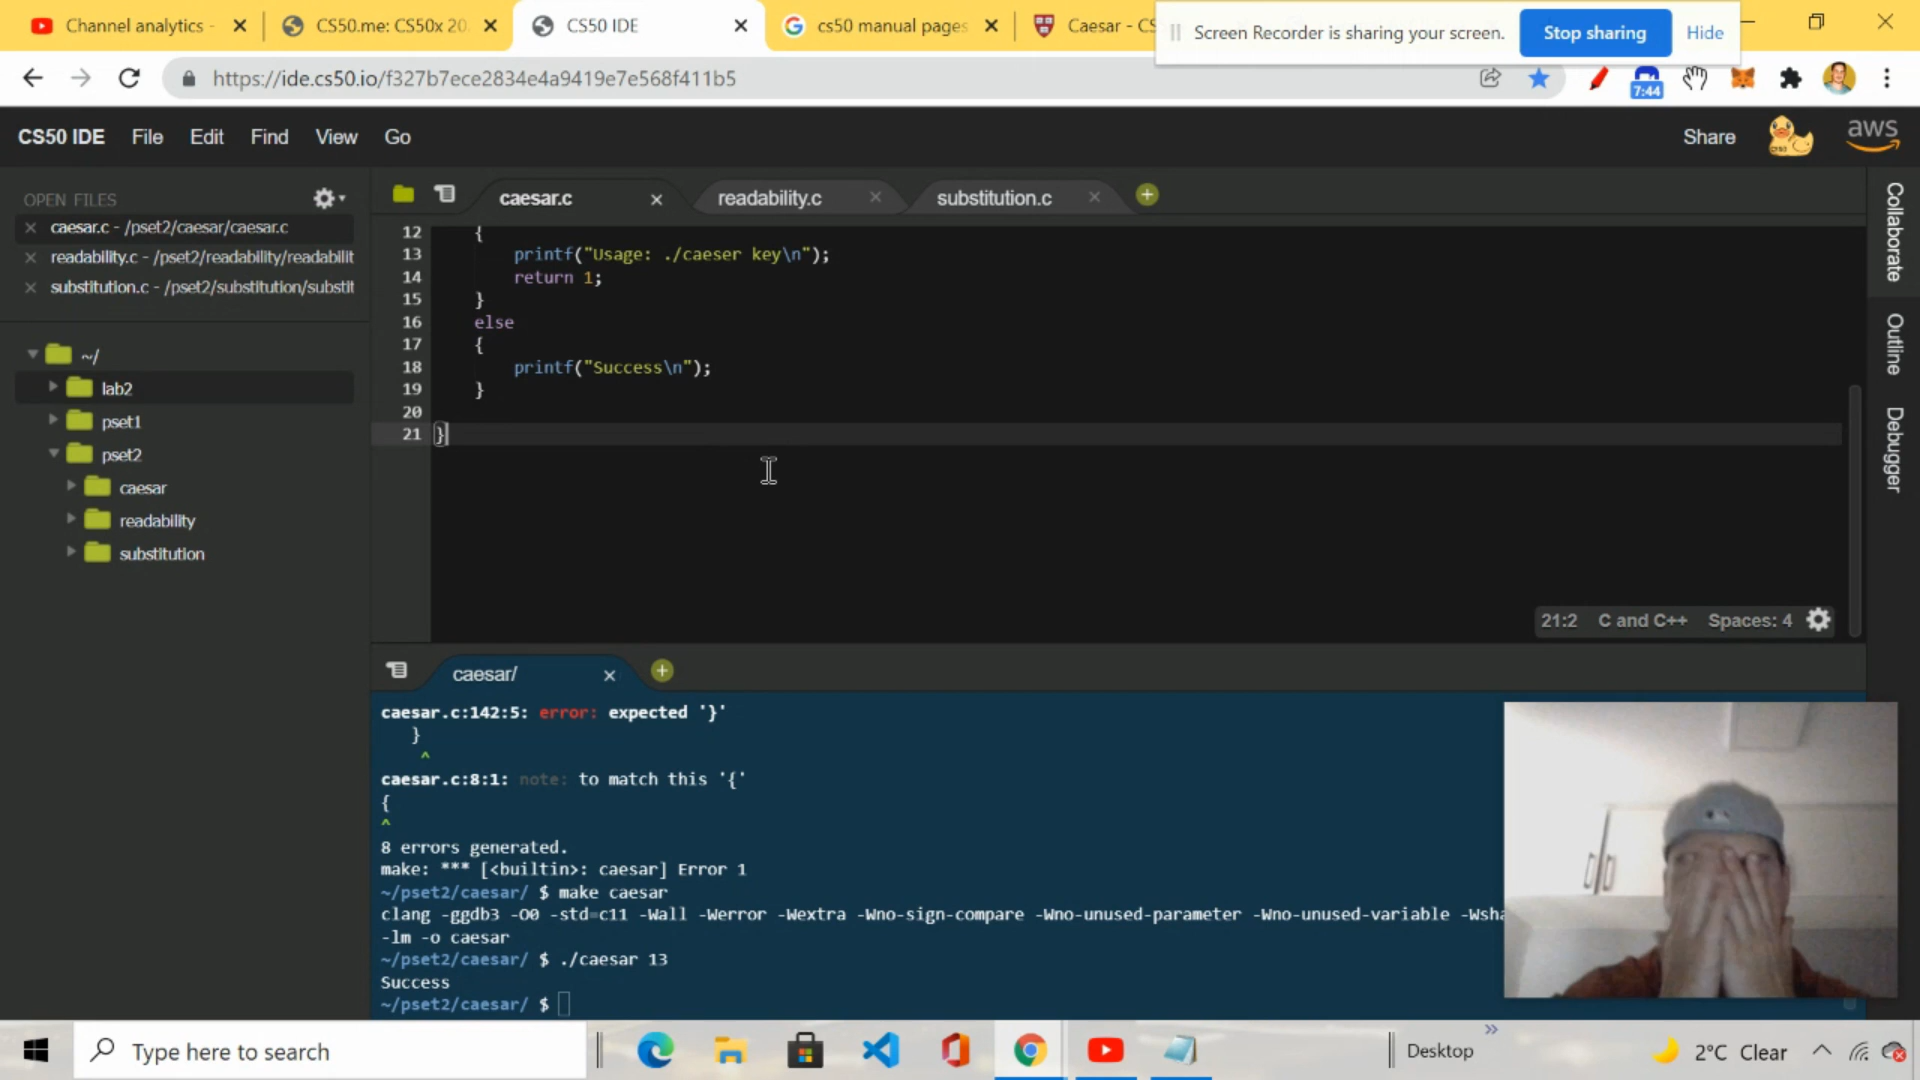 Channel analytics -
CS50.me: CS50x 20
CS50 IDE
cs50 manual pages
Caesar - CS
Screen Recorder is sharing your screen.
Stop sharing
Hide
https://ide.cs50.io/f327b7ece2834e4a9419e7e568f411b5
7:44
CS50 IDE
File
Edit
Find
View
Go
Share
aws
OPEN FILES
caesar.c - /pset2/caesar/caesar.c
readability.c - /pset2/readability/readabilit
substitution.c - /pset2/substitution/substit
~/
lab2
pset1
pset2
caesar
readability
substitution
caesar.c
readability.c
substitution.c
12 {
13 printf("Usage: ./caeser key\n");
14 return 1;
15 }
16 else
17 {
18 printf("Success\n");
19 }
20
21 }
21:2 C and C++ Spaces: 4
Collaborate
Outline
Debugger
caesar/
caesar.c:142:5: error: expected '}'
}
^
caesar.c:8:1: note: to match this '{'
{
^
8 errors generated.
make: *** [<builtin>: caesar] Error 1
~/pset2/caesar/ $ make caesar
clang -ggdb3 -O0 -std=c11 -Wall -Werror -Wextra -Wno-sign-compare -Wno-unused-parameter -Wno-unused-variable -Wsha
-lm -o caesar
~/pset2/caesar/ $ ./caesar 13
Success
~/pset2/caesar/ $
Type here to search
Desktop
2°C Clear